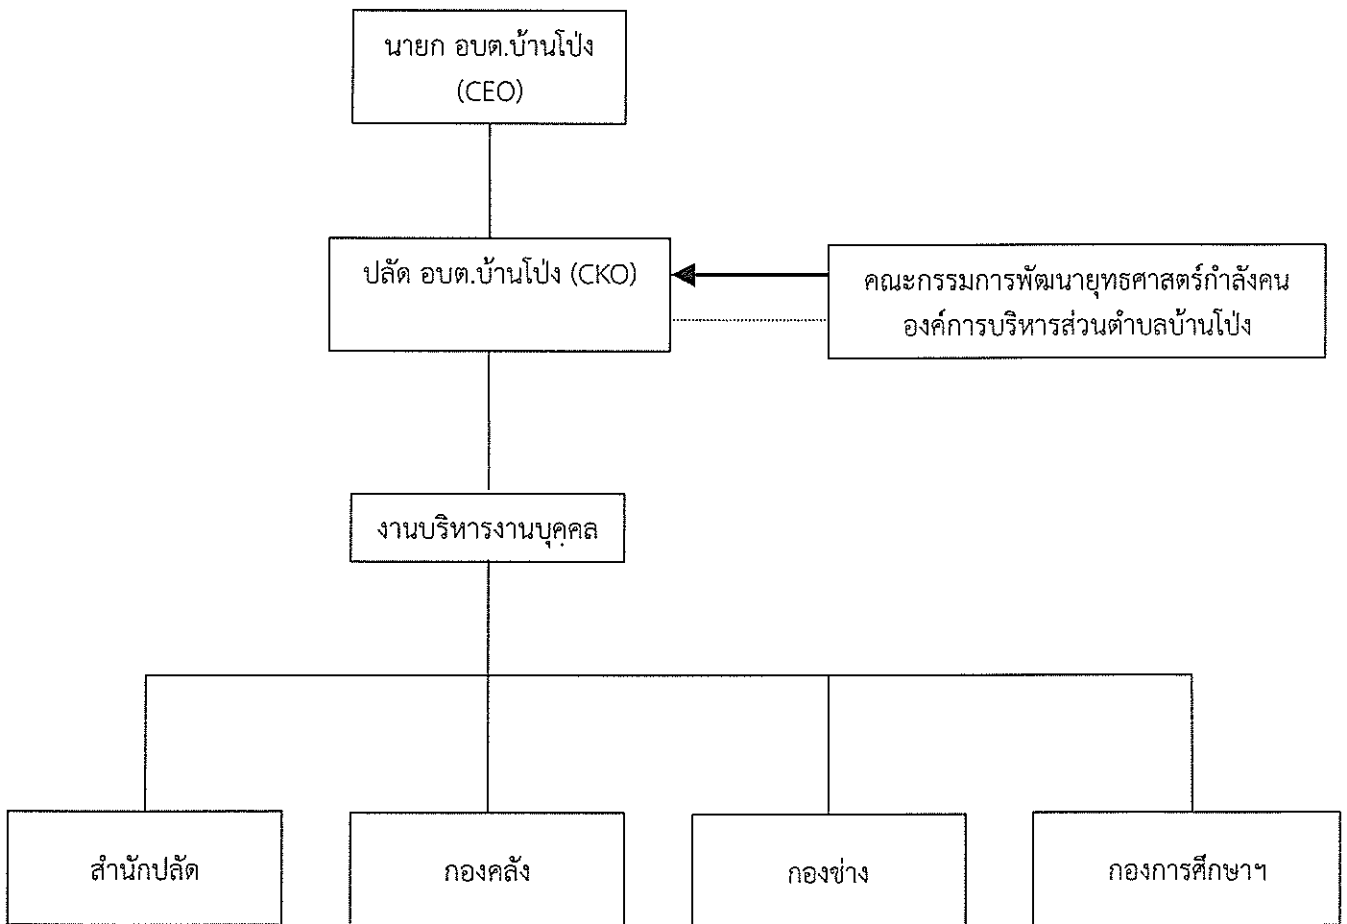 นายก อบต.บ้านโป่ง
(CEO)
ปลัด อบต.บ้านโป่ง (CKO)
คณะกรรมการพัฒนายุทธศาสตร์กำลังคน
องค์การบริหารส่วนตำบลบ้านโป่ง
งานบริหารงานบุคคล
สำนักปลัด
กองคลัง
กองช่าง
กองการศึกษาฯ